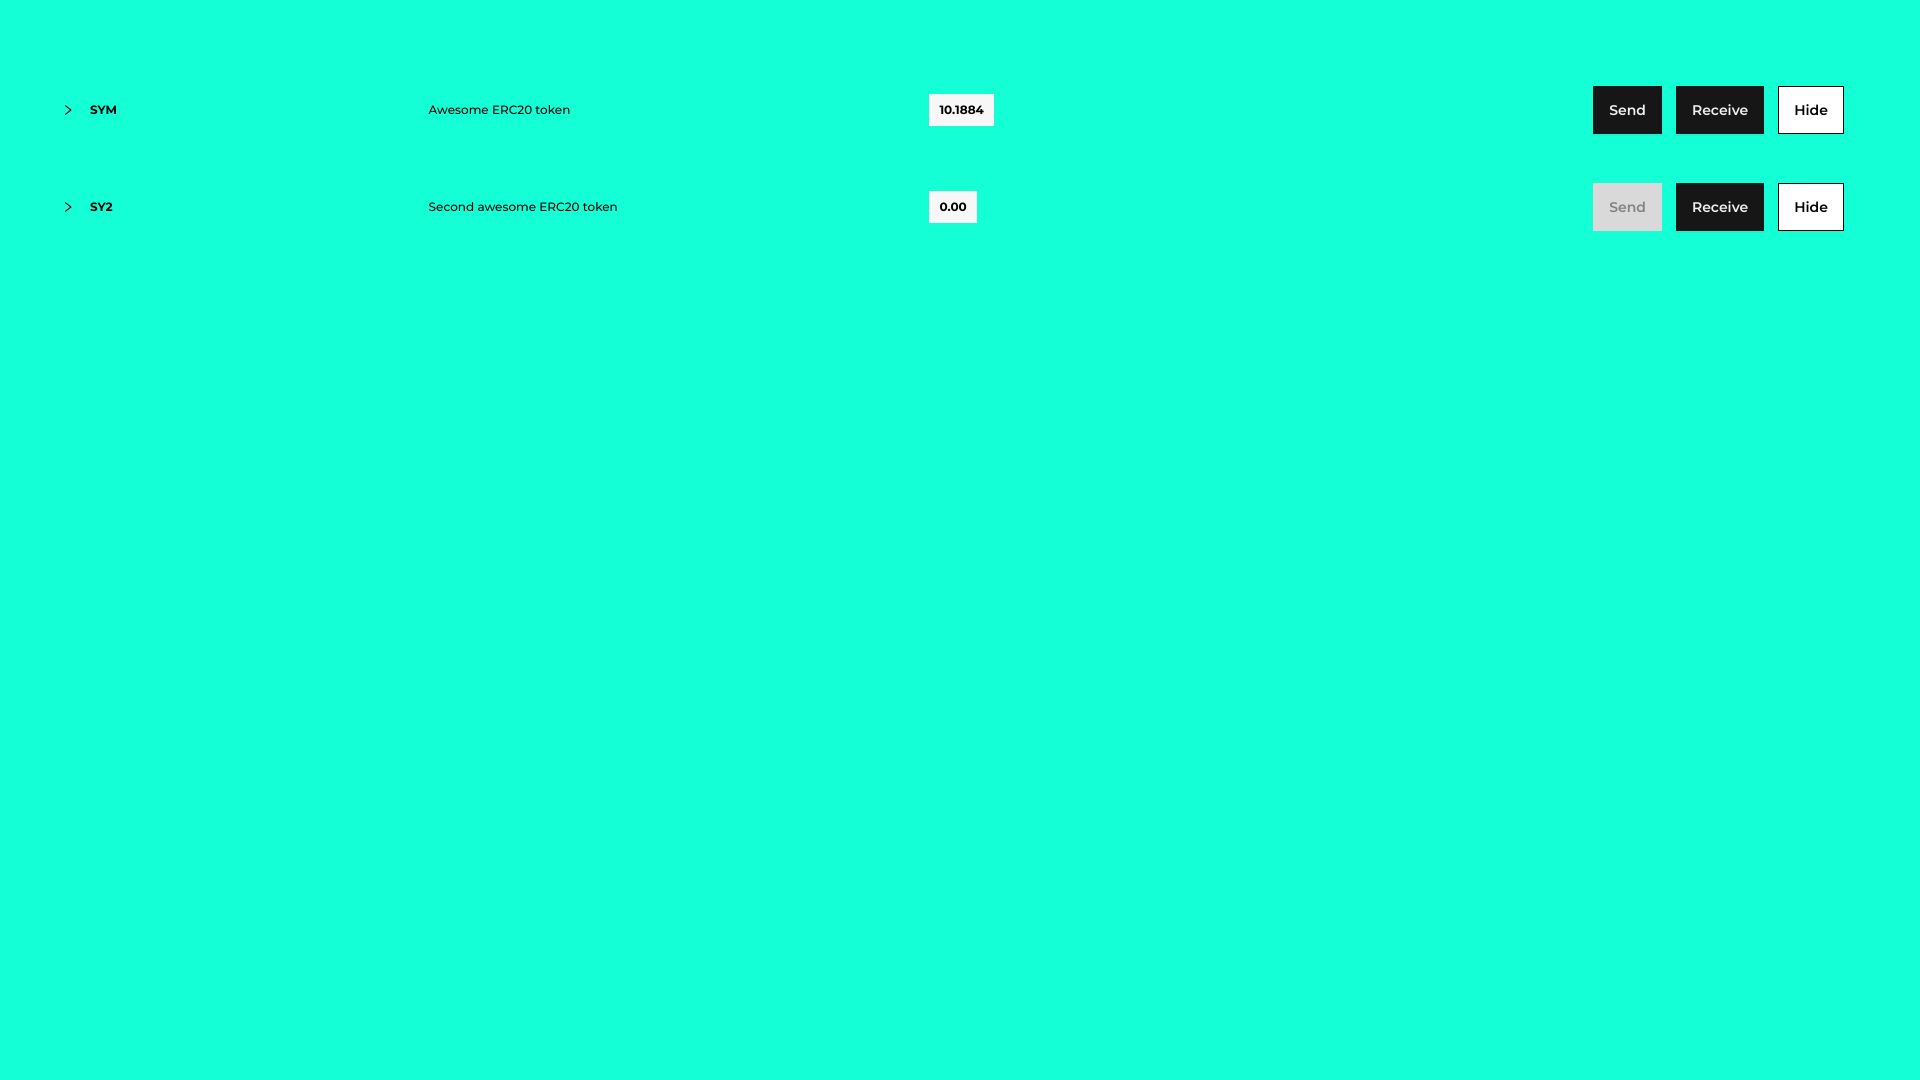 SYM Awesome ERC20 token 10.1884 Send Receive Hide
SY2 Second awesome ERC20 token 0.00 Send Receive Hide